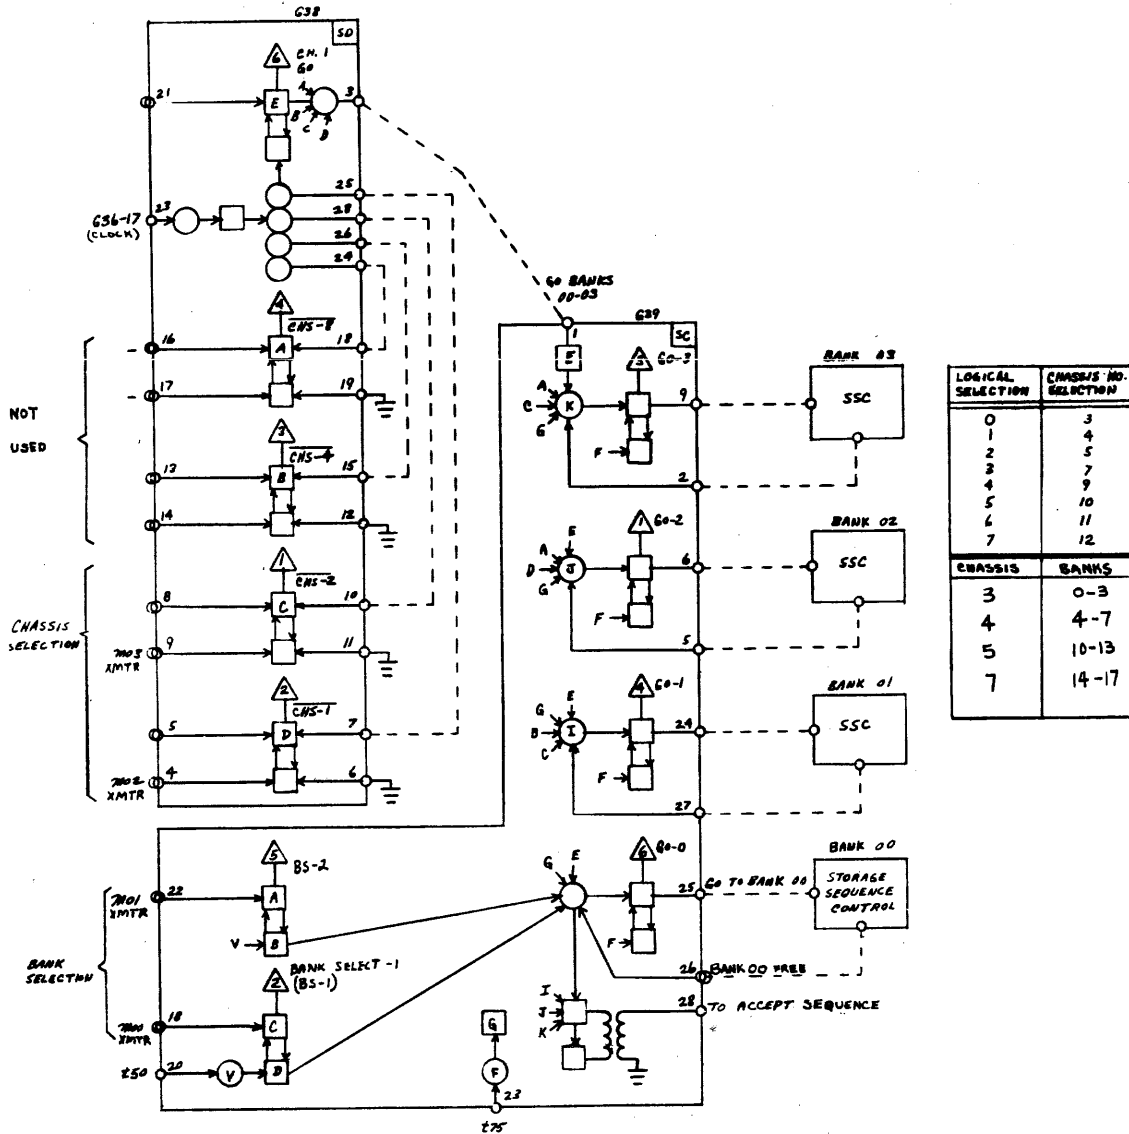 G38
SD
6 CH. 1
GO
21 E A B C D 3
25
G36-17 23 28
(CLOCK)
26
24
4 CHS-8
- 16 A 18
- 17 19
NOT
USED
3 CHS-4
13 B 15
14 12
1 CHS-2
8 C 10
CHASSIS
SELECTION
M03 9 11
XMTR
2 CHS-1
5 D 7
M02 4 6
XMTR
GO BANKS
00-03
1 G39
SC
E 3 GO-3
A C G K 9
F 2
BANK 03
SSC
1 GO-2
E A D G J 6
F 5
BANK 02
SSC
4 GO-1
E G B C I 24
F 27
BANK 01
SSC
6 GO-0
G E 25 GO TO BANK 00
F 26 BANK 00 FREE
BANK 00
STORAGE
SEQUENCE
CONTROL
I J K 28 TO ACCEPT SEQUENCE
5 BS-2
M01 22 A
XMTR
V B
BANK
SELECTION
2 BANK SELECT-1
(BS-1)
M00 18 C
XMTR
t50 20 V D
G
F
23
t75
LOGICAL SELECTION CHASSIS NO. SELECTION
0 3
1 4
2 5
3 7
4 9
5 10
6 11
7 12
CHASSIS BANKS
3 0-3
4 4-7
5 10-13
7 14-17